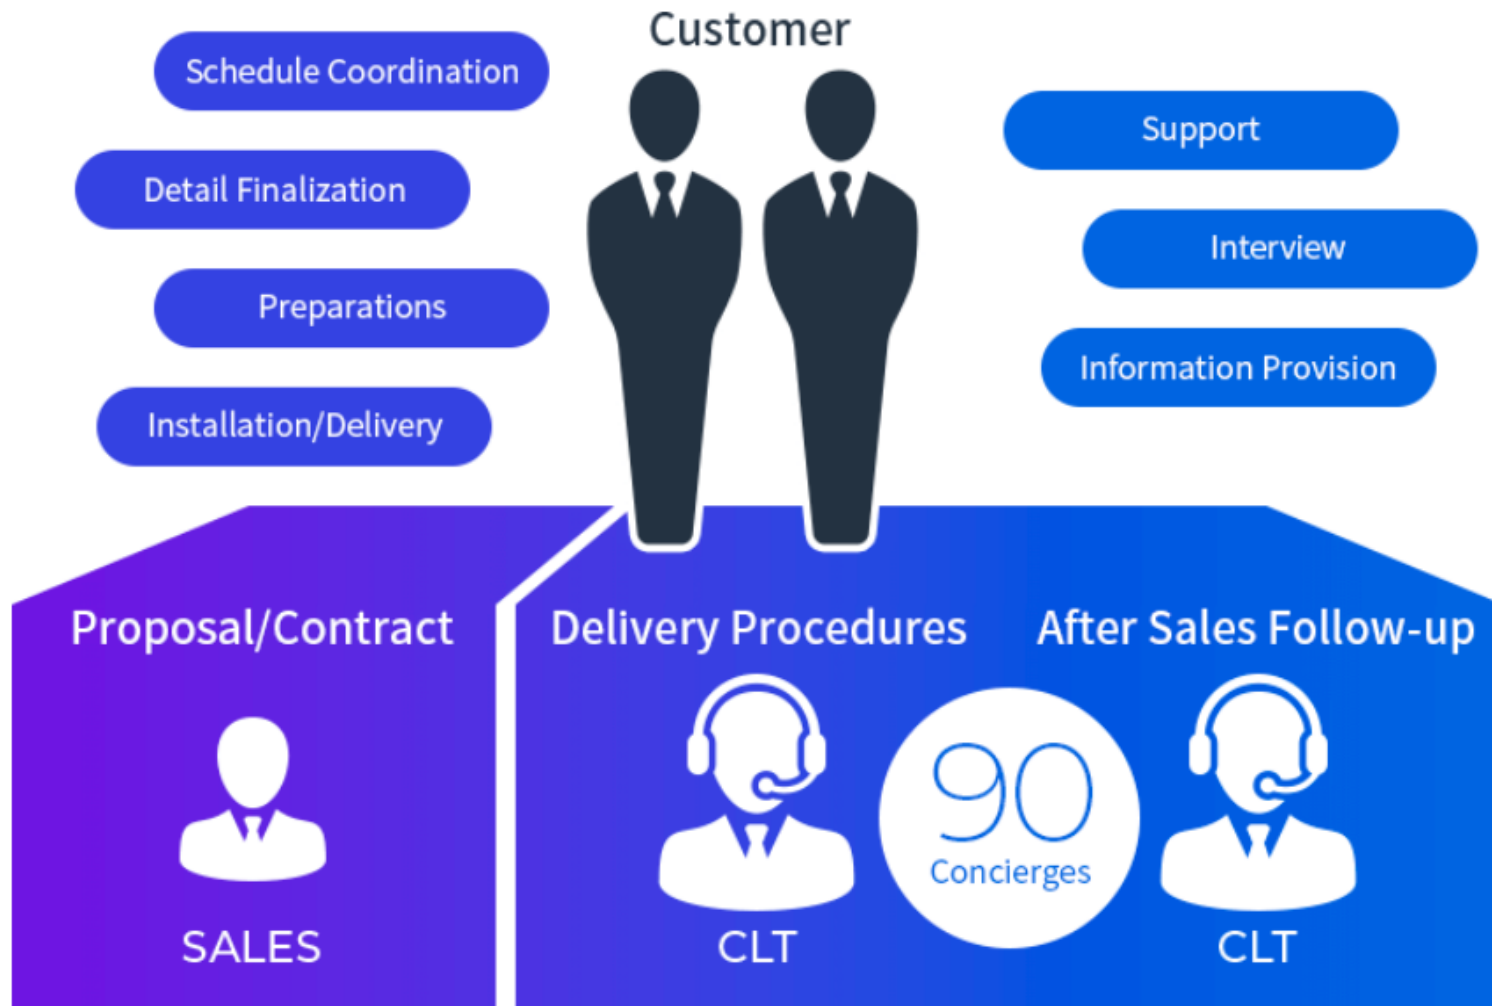 Customer
Schedule Coordination
Detail Finalization
Preparations
Installation/Delivery
Support
Interview
Information Provision
Proposal/Contract
Delivery Procedures
After Sales Follow-up
90
Concierges
SALES
CLT
CLT